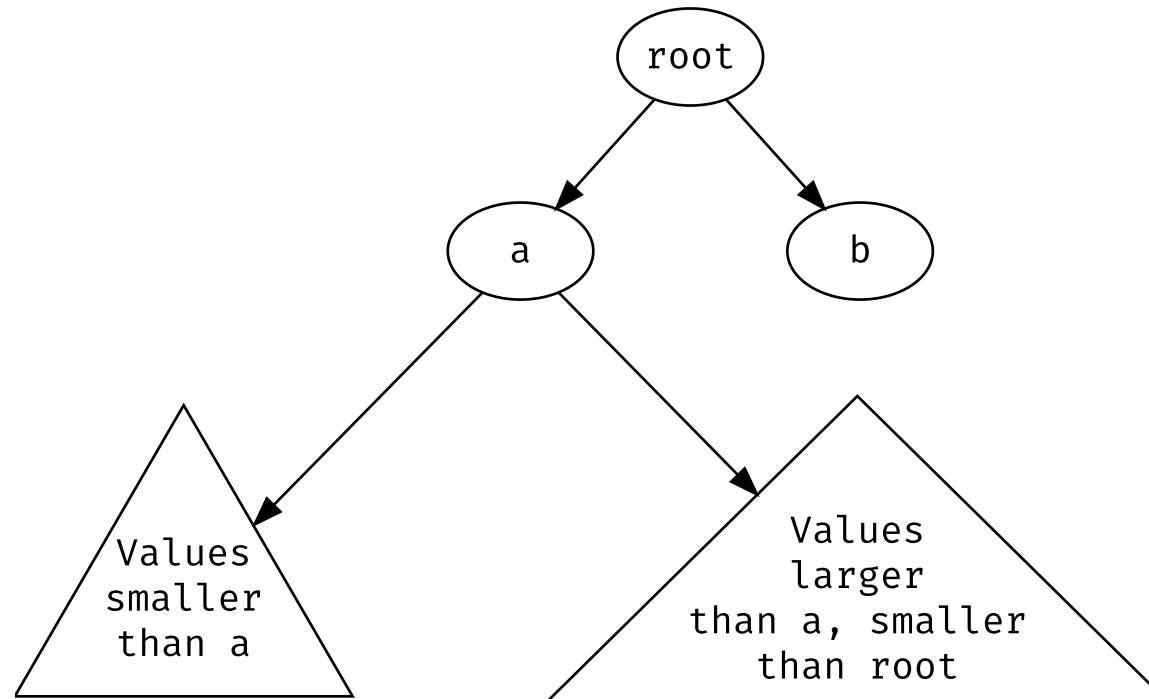 root
a
b
Values
smaller
than a
Values
larger
than a, smaller
than root